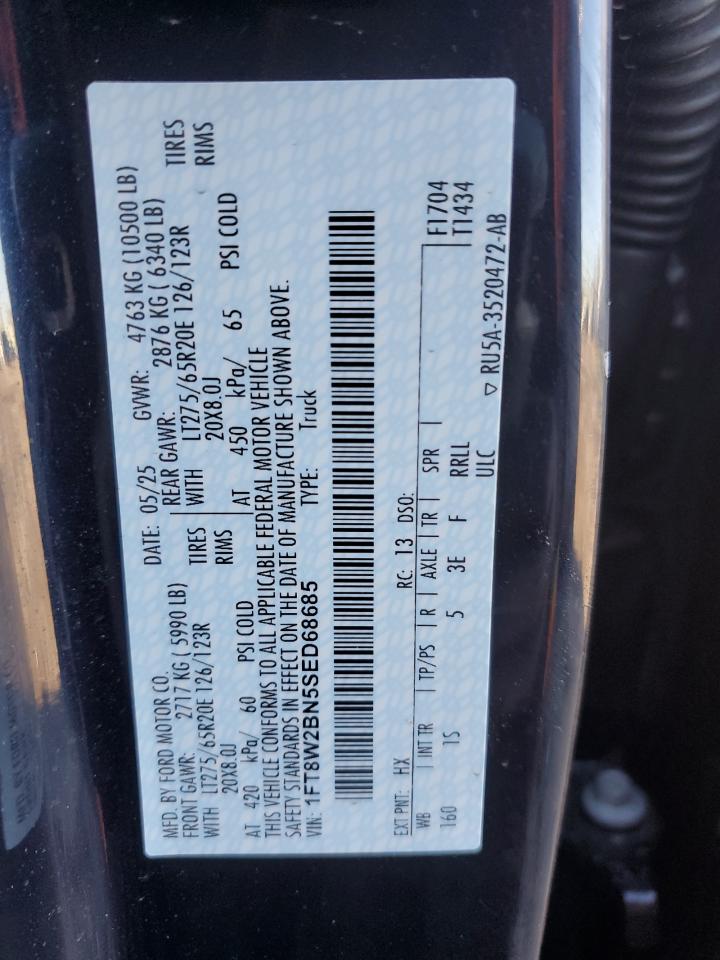 MFD. BY FORD MOTOR CO.
DATE: 05/25 GVWR: 4763 KG (10500 LB)
FRONT GAWR: 2717 KG ( 5990 LB) REAR GAWR: 2876 KG ( 6340 LB)
WITH LT275/65R20E 126/123R TIRES WITH LT275/65R20E 126/123R TIRES
20X8.0J RIMS 20X8.0J RIMS
AT 420 kPa/ 60 PSI COLD AT 450 kPa/ 65 PSI COLD
THIS VEHICLE CONFORMS TO ALL APPLICABLE FEDERAL MOTOR VEHICLE
SAFETY STANDARDS IN EFFECT ON THE DATE OF MANUFACTURE SHOWN ABOVE.
VIN: 1FT8W2BN5SED68685 TYPE: Truck
EXT PNT: HX RC: 13 DSO:
WB | INT TR | TP/PS | R | AXLE | TR | SPR | F1704
160 1S 5 3E F RRLL T1434
ULC
▽ RU5A-3520472-AB